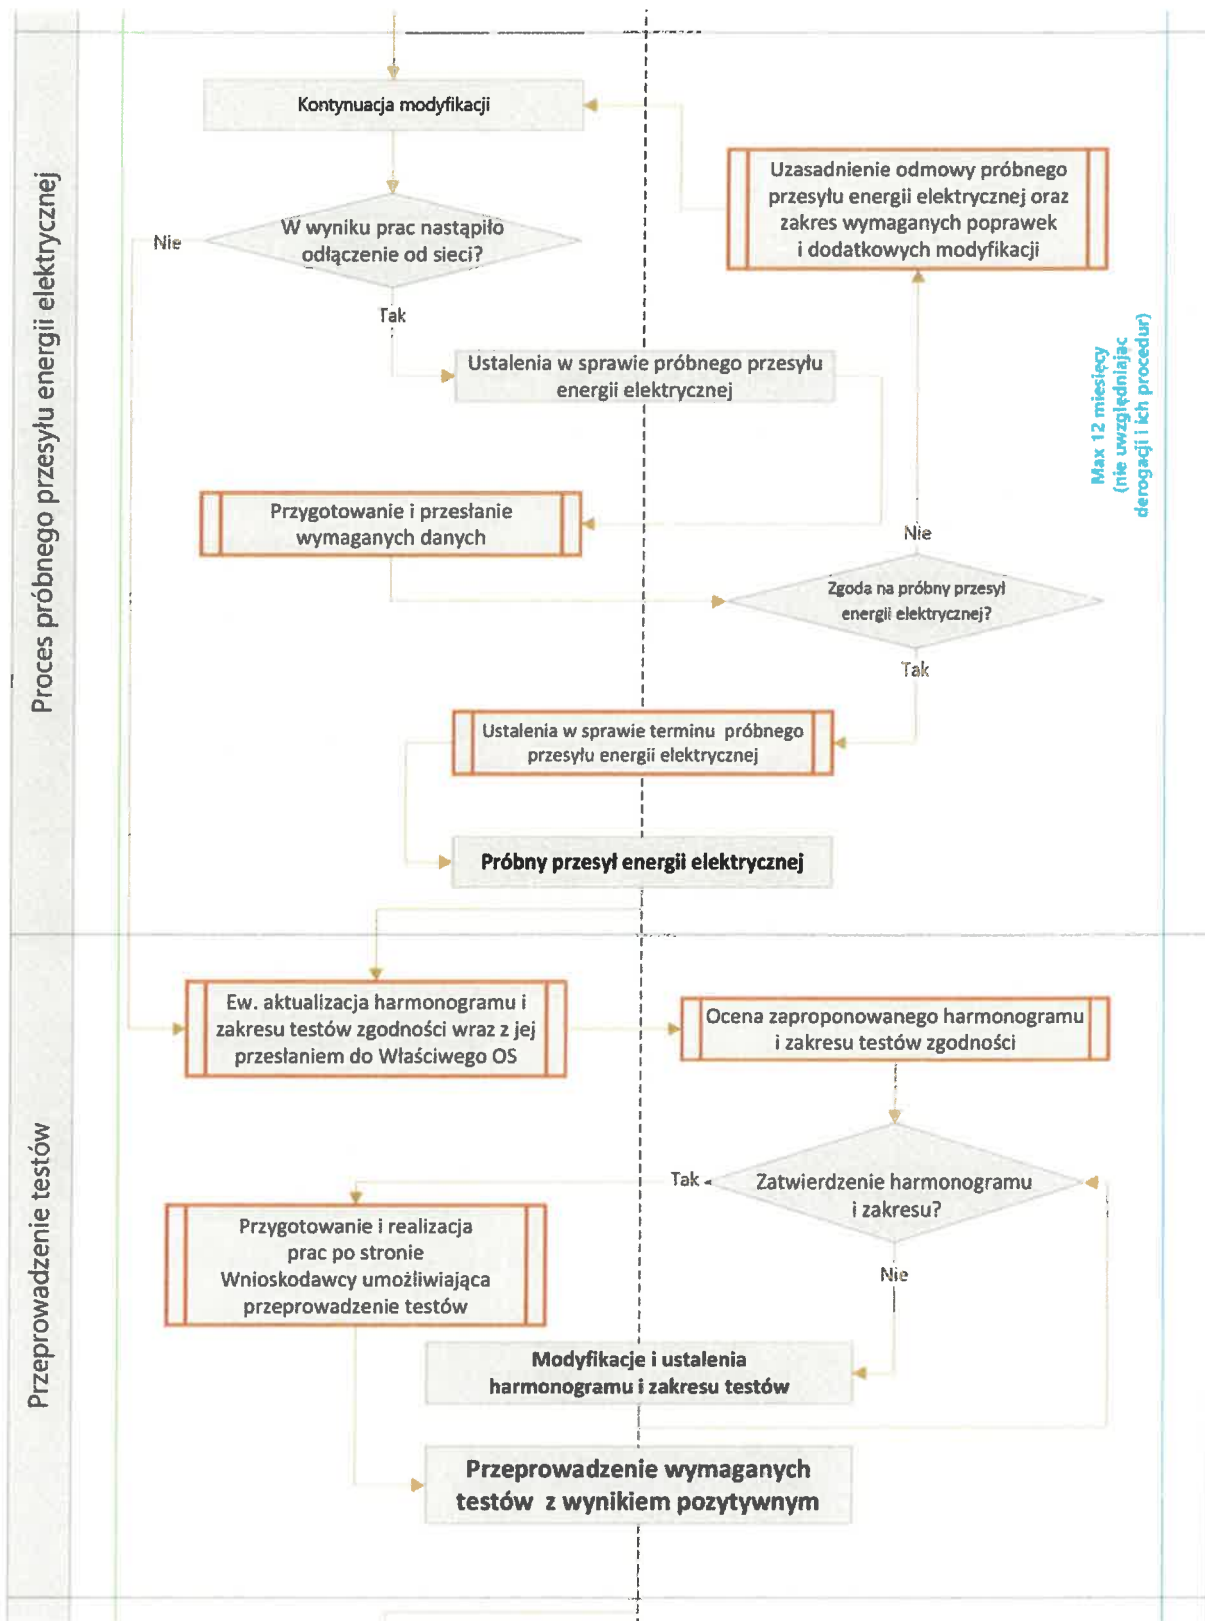 Proces próbnego przesyłu energii elektrycznej
Kontynuacja modyfikacji
Uzasadnienie odmowy próbnego
przesyłu energii elektrycznej oraz
zakres wymaganych poprawek
i dodatkowych modyfikacji
W wyniku prac nastąpiło
odłączenie od sieci?
Nie
Tak
Ustalenia w sprawie próbnego przesyłu
energii elektrycznej
Max 12 miesięcy
(nie uwzględniając
derogacji i ich procedur)
Przygotowanie i przesłanie
wymaganych danych
Nie
Zgoda na próbny przesył
energii elektrycznej?
Tak
Ustalenia w sprawie terminu próbnego
przesyłu energii elektrycznej
Próbny przesył energii elektrycznej
Przeprowadzenie testów
Ew. aktualizacja harmonogramu i
zakresu testów zgodności wraz z jej
przesłaniem do Właściwego OS
Ocena zaproponowanego harmonogramu
i zakresu testów zgodności
Tak
Zatwierdzenie harmonogramu
i zakresu?
Nie
Przygotowanie i realizacja
prac po stronie
Wnioskodawcy umożliwiająca
przeprowadzenie testów
Modyfikacje i ustalenia
harmonogramu i zakresu testów
Przeprowadzenie wymaganych
testów z wynikiem pozytywnym